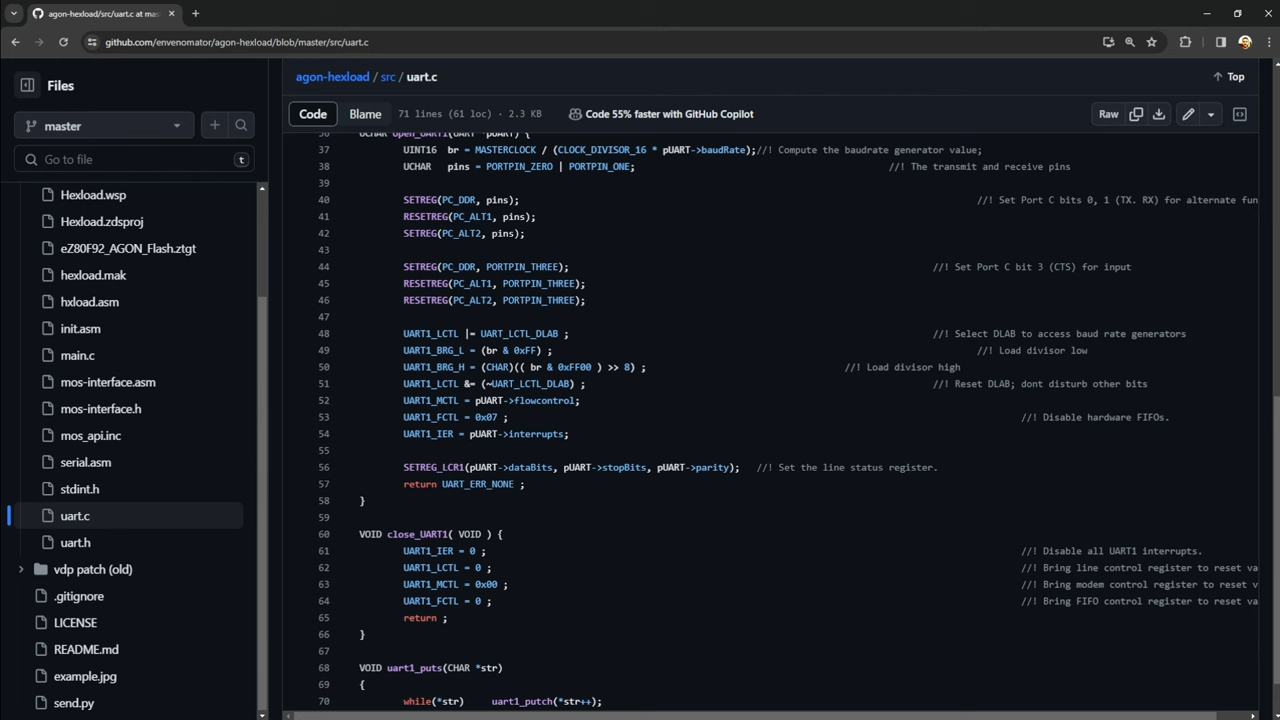 agon-hexload/src/uart.c at mas
github.com/envenomator/agon-hexload/blob/master/src/uart.c
Files
master
Go to file
t
Hexload.wsp
Hexload.zdsproj
eZ80F92_AGON_Flash.ztgt
hexload.mak
hxload.asm
init.asm
main.c
mos-interface.asm
mos-interface.h
mos_api.inc
serial.asm
stdint.h
uart.c
uart.h
vdp patch (old)
.gitignore
LICENSE
README.md
example.jpg
send.py
agon-hexload / src / uart.c
Top
Code Blame 71 lines (61 loc) · 2.3 KB Code 55% faster with GitHub Copilot Raw
36 UCHAR open_UART1(UART *pUART) {
37 UINT16 br = MASTERCLOCK / (CLOCK_DIVISOR_16 * pUART->baudRate);//! Compute the baudrate generator value;
38 UCHAR pins = PORTPIN_ZERO | PORTPIN_ONE; //! The transmit and receive pins
39
40 SETREG(PC_DDR, pins); //! Set Port C bits 0, 1 (TX. RX) for alternate fun
41 RESETREG(PC_ALT1, pins);
42 SETREG(PC_ALT2, pins);
43
44 SETREG(PC_DDR, PORTPIN_THREE); //! Set Port C bit 3 (CTS) for input
45 RESETREG(PC_ALT1, PORTPIN_THREE);
46 RESETREG(PC_ALT2, PORTPIN_THREE);
47
48 UART1_LCTL |= UART_LCTL_DLAB ; //! Select DLAB to access baud rate generators
49 UART1_BRG_L = (br & 0xFF) ; //! Load divisor low
50 UART1_BRG_H = (CHAR)(( br & 0xFF00 ) >> 8) ; //! Load divisor high
51 UART1_LCTL &= (~UART_LCTL_DLAB) ; //! Reset DLAB; dont disturb other bits
52 UART1_MCTL = pUART->flowcontrol;
53 UART1_FCTL = 0x07 ; //! Disable hardware FIFOs.
54 UART1_IER = pUART->interrupts;
55
56 SETREG_LCR1(pUART->dataBits, pUART->stopBits, pUART->parity); //! Set the line status register.
57 return UART_ERR_NONE ;
58 }
59
60 VOID close_UART1( VOID ) {
61 UART1_IER = 0 ; //! Disable all UART1 interrupts.
62 UART1_LCTL = 0 ; //! Bring line control register to reset va
63 UART1_MCTL = 0x00 ; //! Bring modem control register to reset va
64 UART1_FCTL = 0 ; //! Bring FIFO control register to reset va
65 return ;
66 }
67
68 VOID uart1_puts(CHAR *str)
69 {
70 while(*str) uart1_putch(*str++);